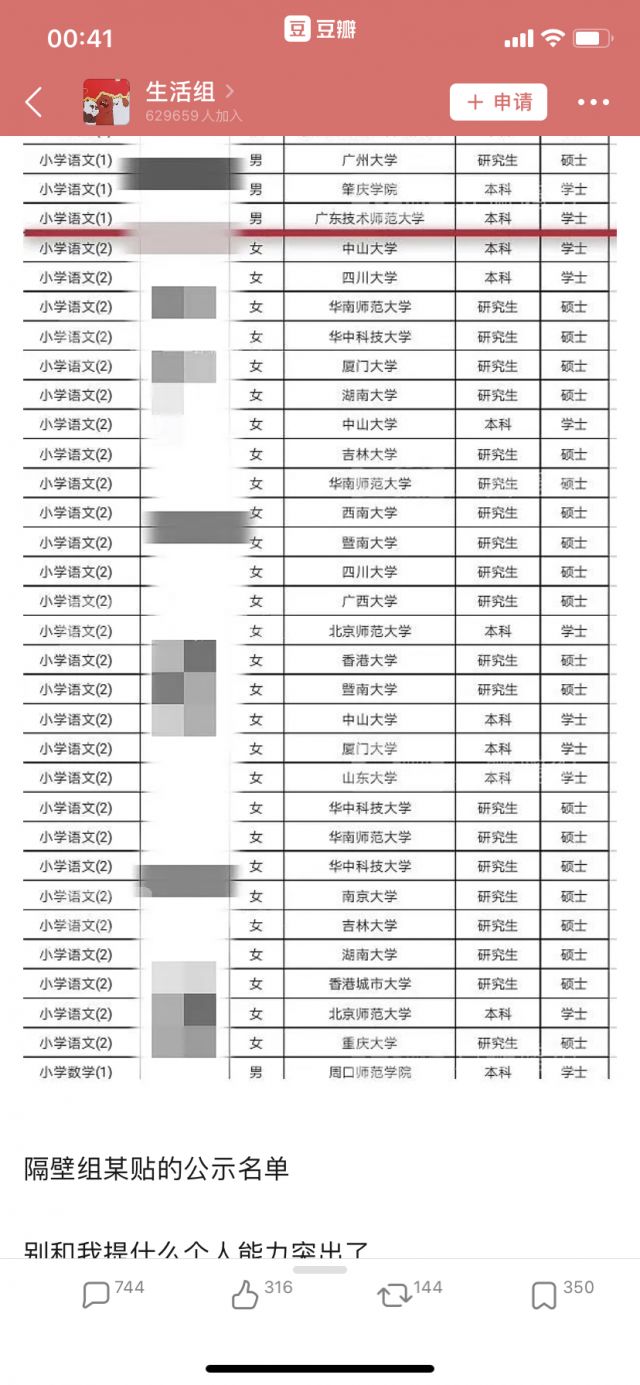 00:41
豆 豆瓣
生活组
629659人加入
+ 申请
小学语文(1) 男 广州大学 研究生 硕士
小学语文(1) 男 肇庆学院 本科 学士
小学语文(1) 男 广东技术师范大学 本科 学士
小学语文(2) 女 中山大学 本科 学士
小学语文(2) 女 四川大学 本科 学士
小学语文(2) 女 华南师范大学 研究生 硕士
小学语文(2) 女 华中科技大学 研究生 硕士
小学语文(2) 女 厦门大学 研究生 硕士
小学语文(2) 女 湖南大学 研究生 硕士
小学语文(2) 女 中山大学 本科 学士
小学语文(2) 女 吉林大学 研究生 硕士
小学语文(2) 女 华南师范大学 研究生 硕士
小学语文(2) 女 西南大学 研究生 硕士
小学语文(2) 女 暨南大学 研究生 硕士
小学语文(2) 女 四川大学 研究生 硕士
小学语文(2) 女 广西大学 研究生 硕士
小学语文(2) 女 北京师范大学 本科 学士
小学语文(2) 女 香港大学 研究生 硕士
小学语文(2) 女 暨南大学 研究生 硕士
小学语文(2) 女 中山大学 本科 学士
小学语文(2) 女 厦门大学 本科 学士
小学语文(2) 女 山东大学 本科 学士
小学语文(2) 女 华中科技大学 研究生 硕士
小学语文(2) 女 华南师范大学 研究生 硕士
小学语文(2) 女 华中科技大学 研究生 硕士
小学语文(2) 女 南京大学 研究生 硕士
小学语文(2) 女 吉林大学 研究生 硕士
小学语文(2) 女 湖南大学 研究生 硕士
小学语文(2) 女 香港城市大学 研究生 硕士
小学语文(2) 女 北京师范大学 本科 学士
小学语文(2) 女 重庆大学 研究生 硕士
小学数学(1) 男 周口师范学院 本科 学士
隔壁组某贴的公示名单
别和我提什么个人能力突出了
744 316 144 350